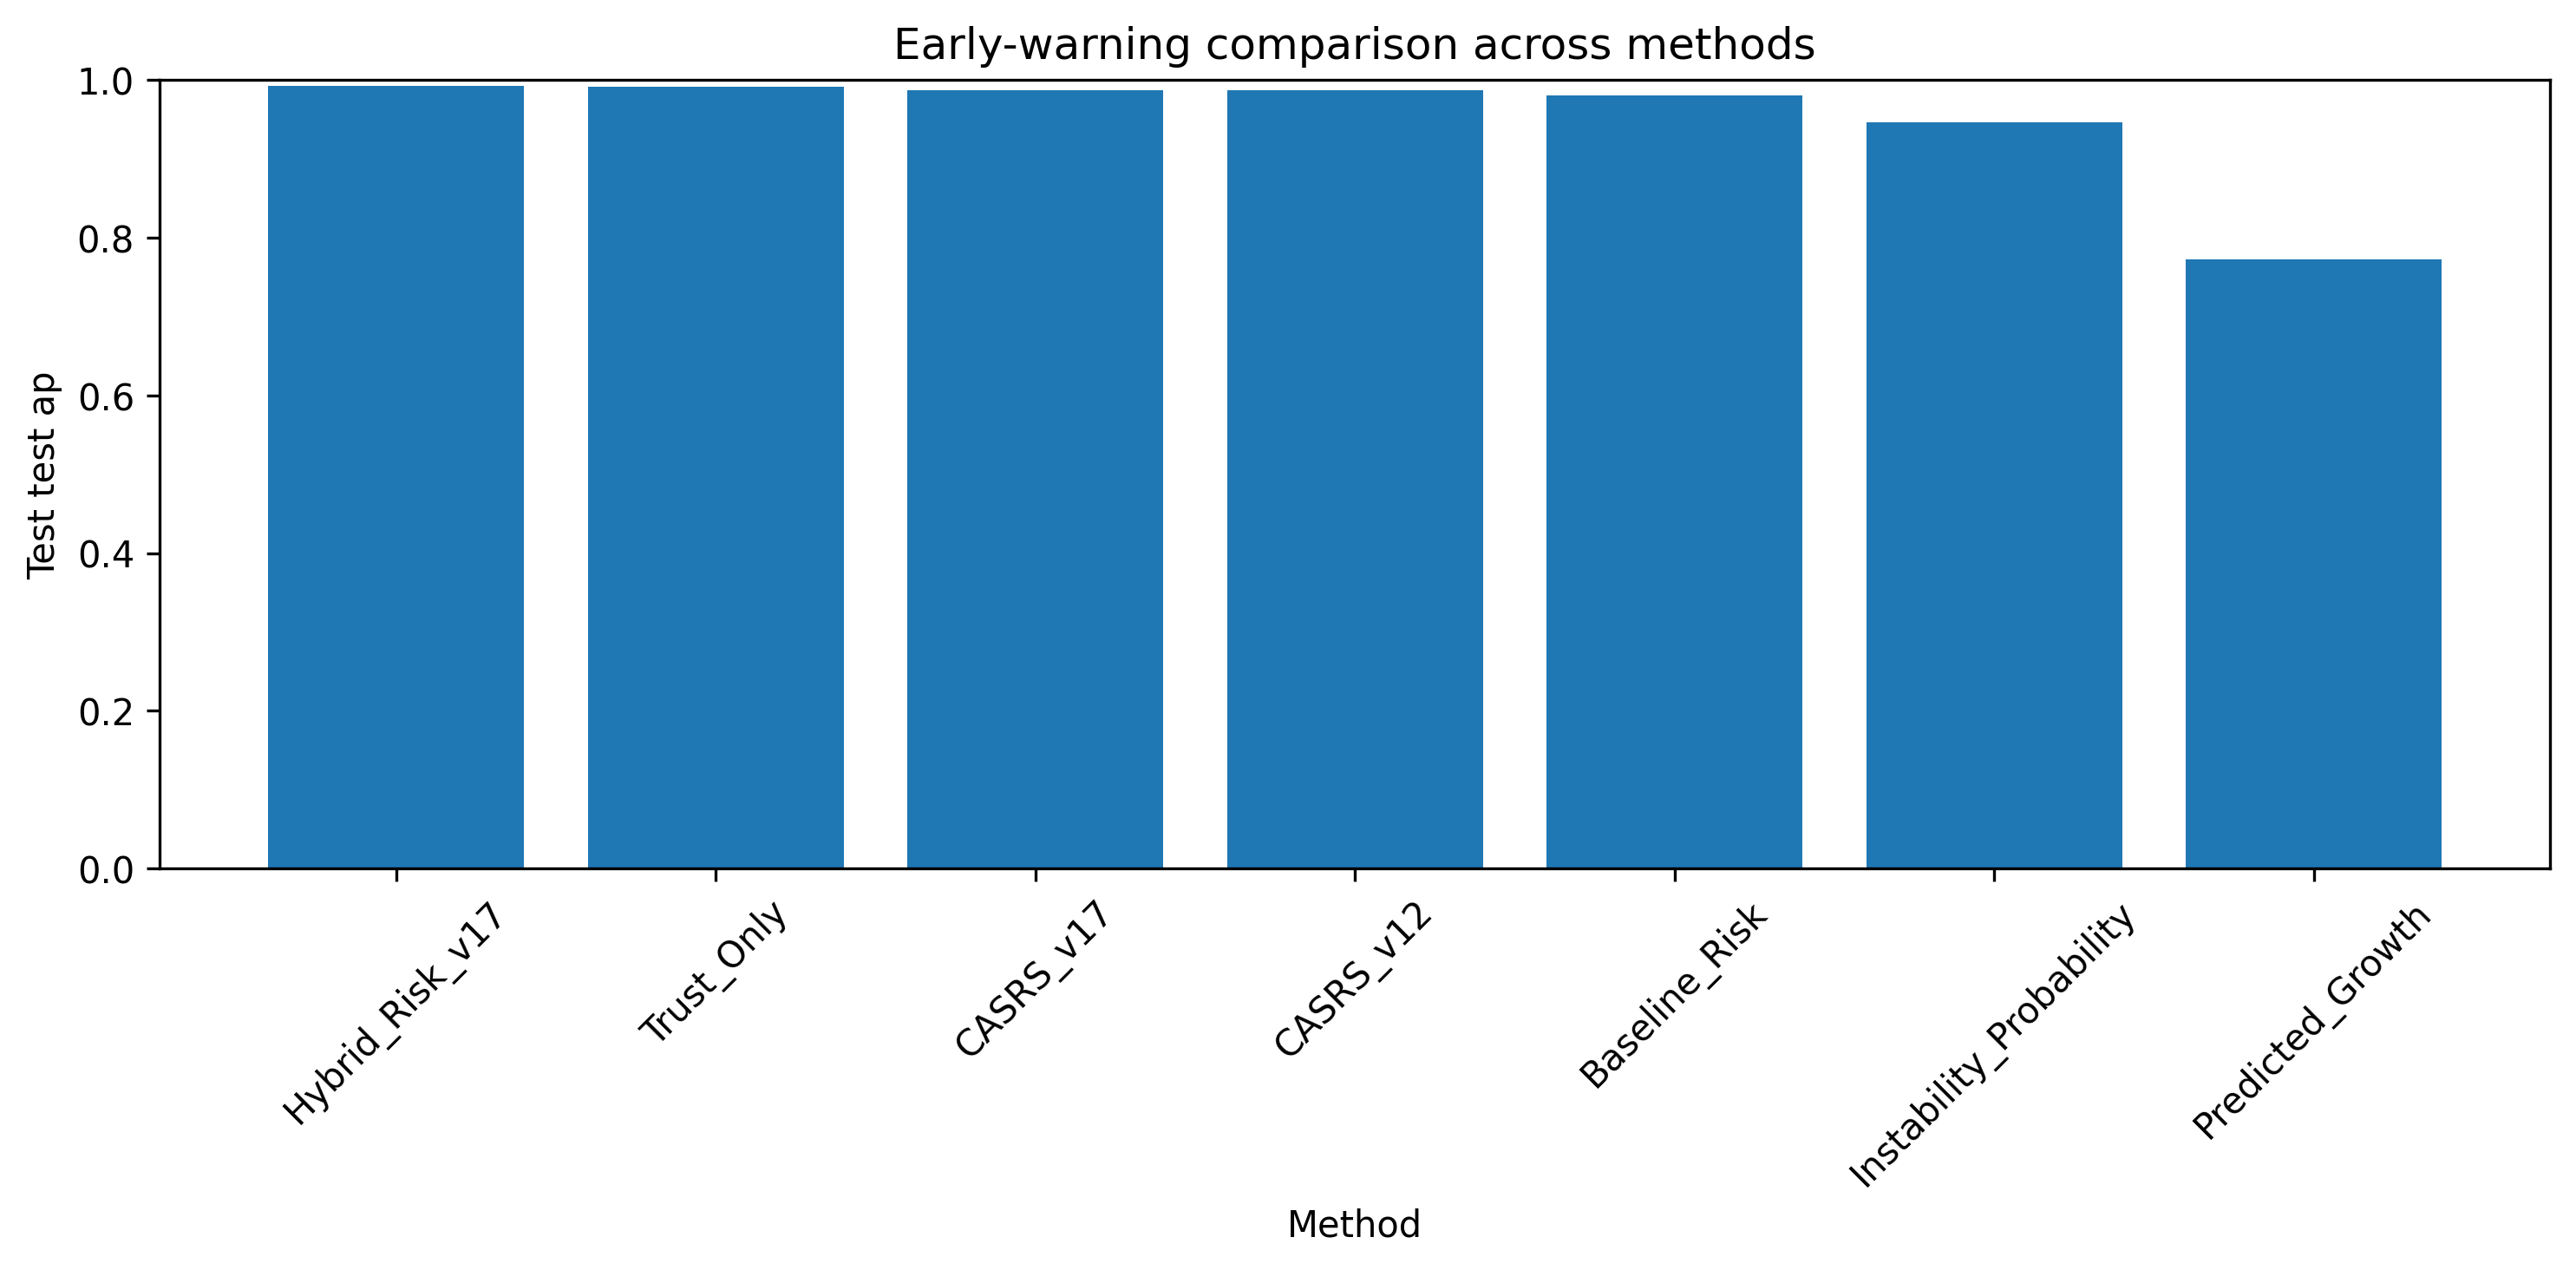 Early-warning comparison across methods
Test test ap
1.0
0.8
0.6
0.4
0.2
0.0
Hybrid_Risk_v17
Trust_Only
CASRS_v17
CASRS_v12
Baseline_Risk
Instability_Probability
Predicted_Growth
Method